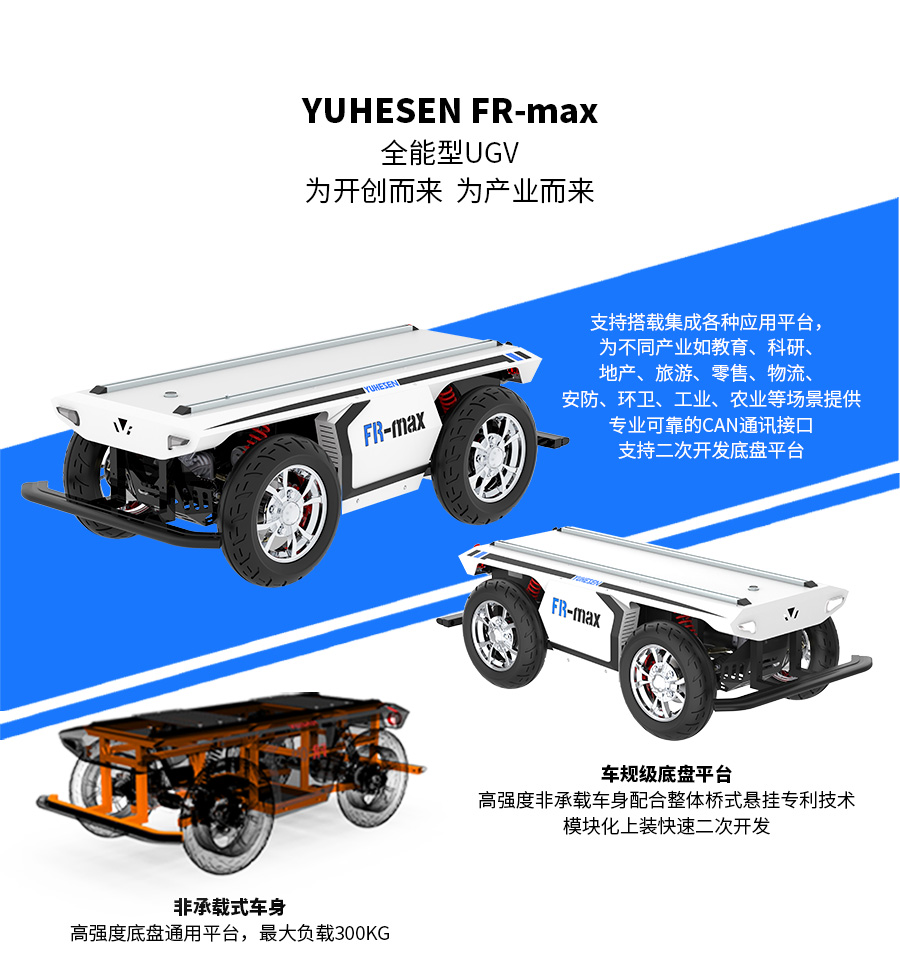 YUHESEN FR-max
全能型UGV
为开创而来 为产业而来
支持搭载集成各种应用平台，
为不同产业如教育、科研、
地产、旅游、零售、物流、
安防、环卫、工业、农业等场景提供
专业可靠的CAN通讯接口
支持二次开发底盘平台
YUHESEN
FR-max
YUHESEN
FR-max
车规级底盘平台
高强度非承载车身配合整体桥式悬挂专利技术
模块化上装快速二次开发
非承载式车身
高强度底盘通用平台，最大负载300KG